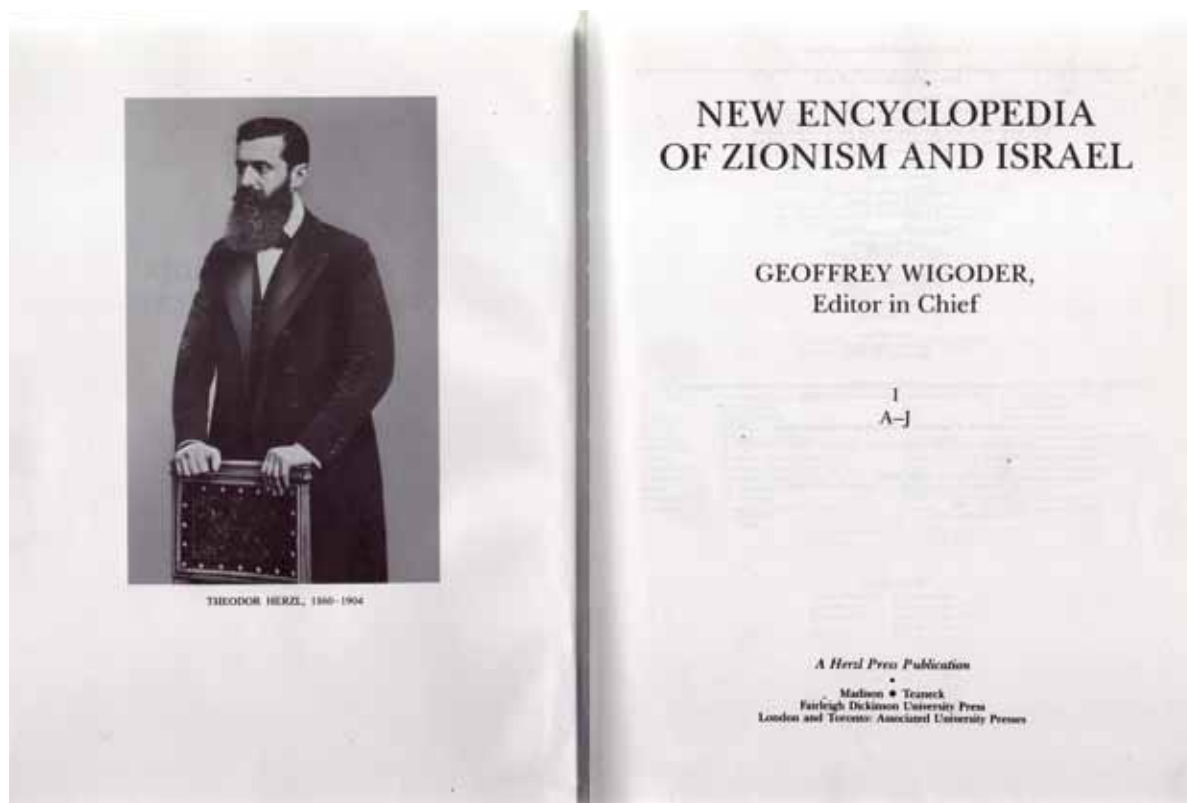 THEODOR HERZL, 1860–1904
NEW ENCYCLOPEDIA
OF ZIONISM AND ISRAEL
GEOFFREY WIGODER,
Editor in Chief
1
A–J
A Herzl Press Publication
•
Madison ● Teaneck
Fairleigh Dickinson University Press
London and Toronto: Associated University Presses